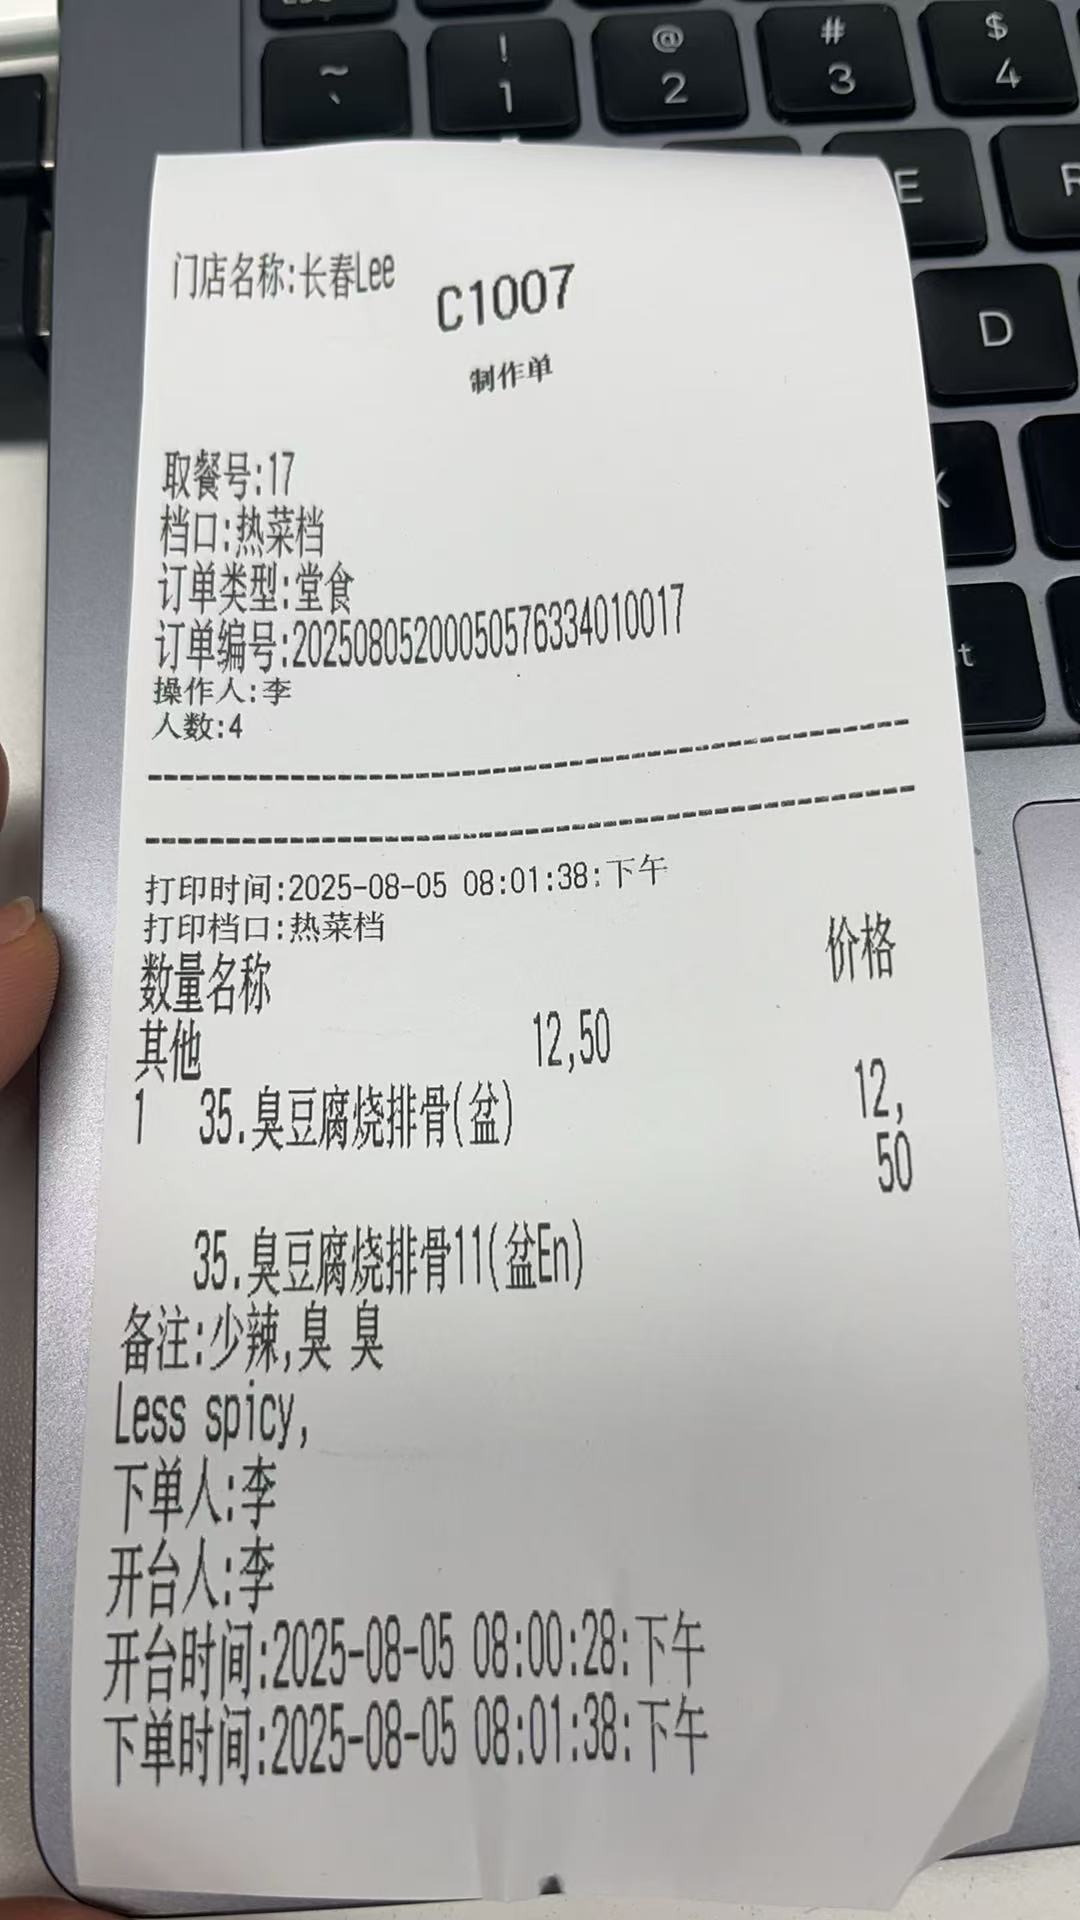 ~
`
!
1
@
2
#
3
$
4
E
R
D
t
门店名称:长春Lee
C1007
制作单
取餐号:17
档口:热菜档
订单类型:堂食
订单编号:20250805200050576334010017
操作人:李
人数:4
打印时间:2025-08-05 08:01:38:下午
打印档口:热菜档
数量名称 价格
其他 12,50
1 35.臭豆腐烧排骨(盆) 12,
50
35.臭豆腐烧排骨11(盆En)
备注:少辣,臭 臭
Less spicy,
下单人:李
开台人:李
开台时间:2025-08-05 08:00:28:下午
下单时间:2025-08-05 08:01:38:下午